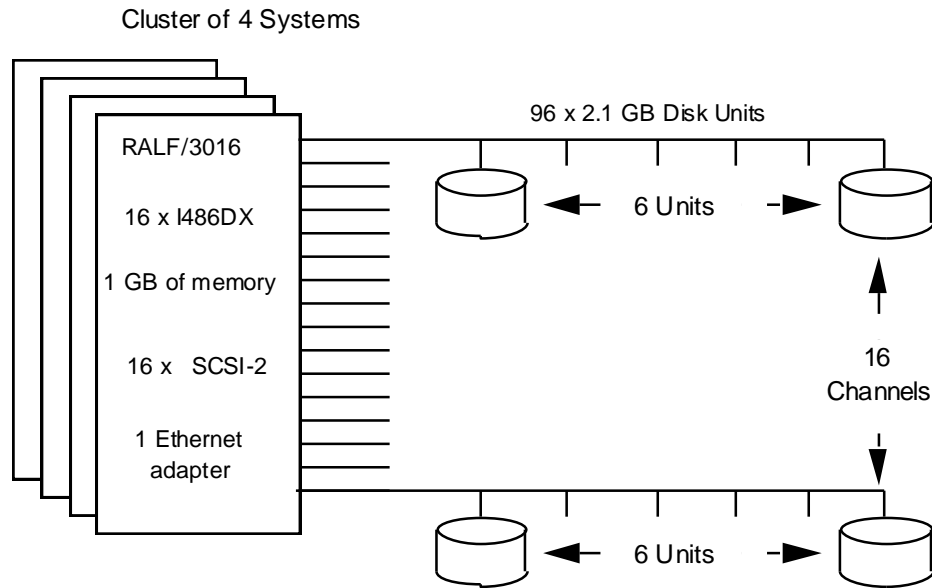 Cluster of 4 Systems
96 x 2.1 GB Disk Units
RALF/3016
6 Units
16 x I486DX
1 GB of memory
16 x SCSI-2
16
Channels
1 Ethernet
adapter
6 Units